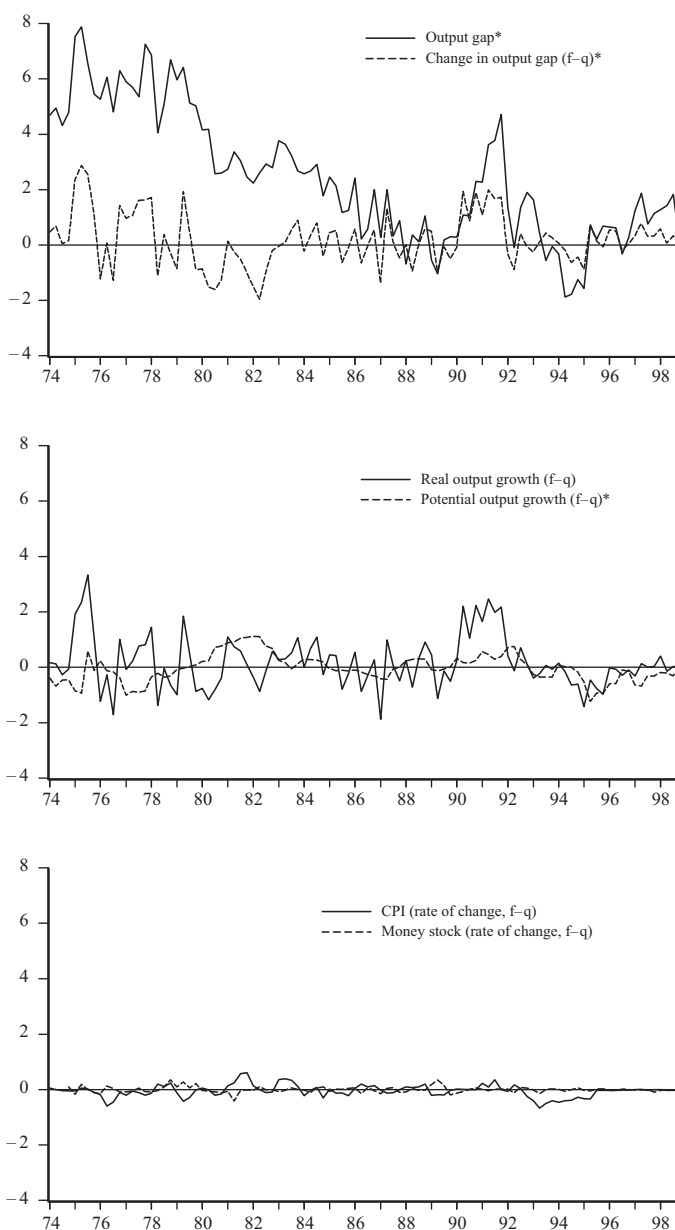 8
Output gap*
Change in output gap (f–q)*
6
4
2
0
–2
–4
74 76 78 80 82 84 86 88 90 92 94 96 98
8
Real output growth (f–q)
Potential output growth (f–q)*
6
4
2
0
–2
–4
74 76 78 80 82 84 86 88 90 92 94 96 98
8
CPI (rate of change, f–q)
Money stock (rate of change, f–q)
6
4
2
0
–2
–4
74 76 78 80 82 84 86 88 90 92 94 96 98